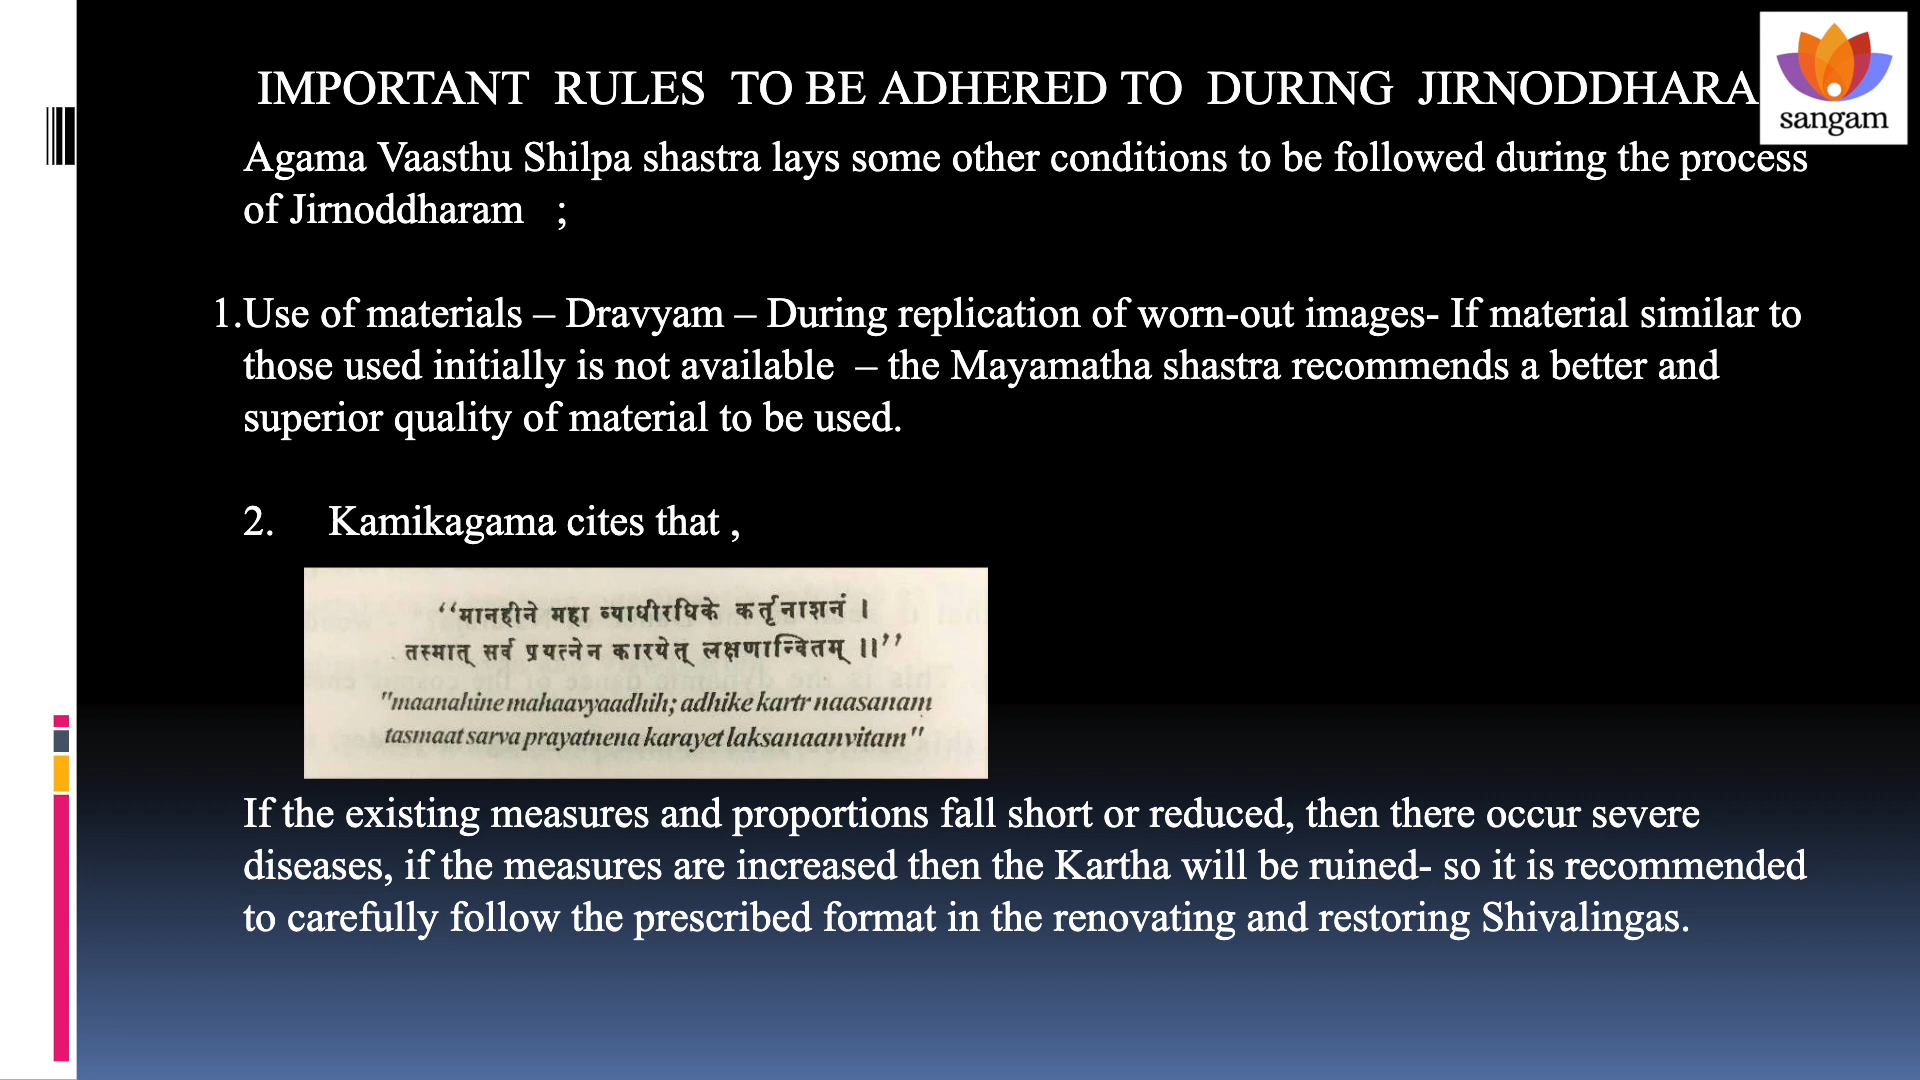 IMPORTANT RULES TO BE ADHERED TO DURING JIRNODDHARA
sangam
Agama Vaasthu Shilpa shastra lays some other conditions to be followed during the process
of Jirnoddharam ;
1.Use of materials – Dravyam – During replication of worn-out images- If material similar to
those used initially is not available – the Mayamatha shastra recommends a better and
superior quality of material to be used.
2. Kamikagama cites that ,
‘‘मानहीने महा व्याधीरधिके कर्तृनाशनं ।
तस्मात् सर्व प्रयत्नेन कारयेत् लक्षणान्वितम् ।।’’
"maanahine mahaavyaadhih; adhike kartr naasanam
tasmaat sarva prayatnena karayet laksanaanvitam"
If the existing measures and proportions fall short or reduced, then there occur severe
diseases, if the measures are increased then the Kartha will be ruined- so it is recommended
to carefully follow the prescribed format in the renovating and restoring Shivalingas.